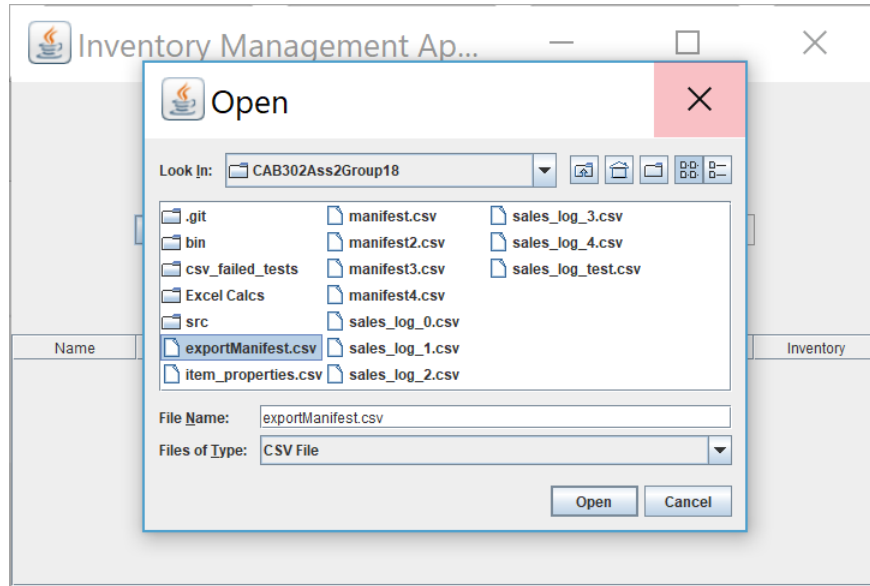 Inventory Management Ap...
Open
Look In: CAB302Ass2Group18
.git
bin
csv_failed_tests
Excel Calcs
src
exportManifest.csv
item_properties.csv
manifest.csv
manifest2.csv
manifest3.csv
manifest4.csv
sales_log_0.csv
sales_log_1.csv
sales_log_2.csv
sales_log_3.csv
sales_log_4.csv
sales_log_test.csv
Name
Inventory
File Name: exportManifest.csv
Files of Type: CSV File
Open Cancel